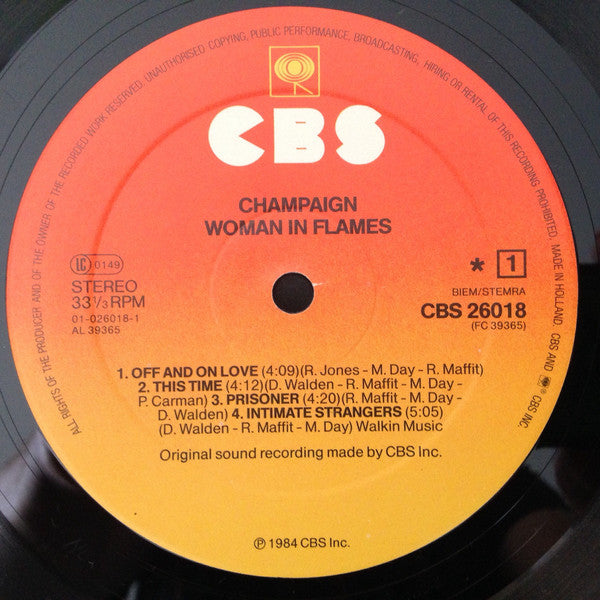 ALL RIGHTS OF THE PRODUCER AND OF THE OWNER OF THE RECORDED WORK RESERVED. UNAUTHORISED COPYING, PUBLIC PERFORMANCE, BROADCASTING, HIRING OR RENTAL OF THIS RECORDING PROHIBITED. MADE IN HOLLAND. CBS AND CBS INC.
CBS
CHAMPAIGN
WOMAN IN FLAMES
LC 0149
STEREO
33 1/3 RPM
01-026018-1
AL 39365
* 1
BIEM/STEMRA
CBS 26018
(FC 39365)
1. OFF AND ON LOVE (4:09)(R. Jones - M. Day - R. Maffit)
2. THIS TIME (4:12)(D. Walden - R. Maffit - M. Day -
P. Carman) 3. PRISONER (4:20)(R. Maffit - M. Day -
D. Walden) 4. INTIMATE STRANGERS (5:05)
(D. Walden - R. Maffit - M. Day) Walkin Music
Original sound recording made by CBS Inc.
℗ 1984 CBS Inc.